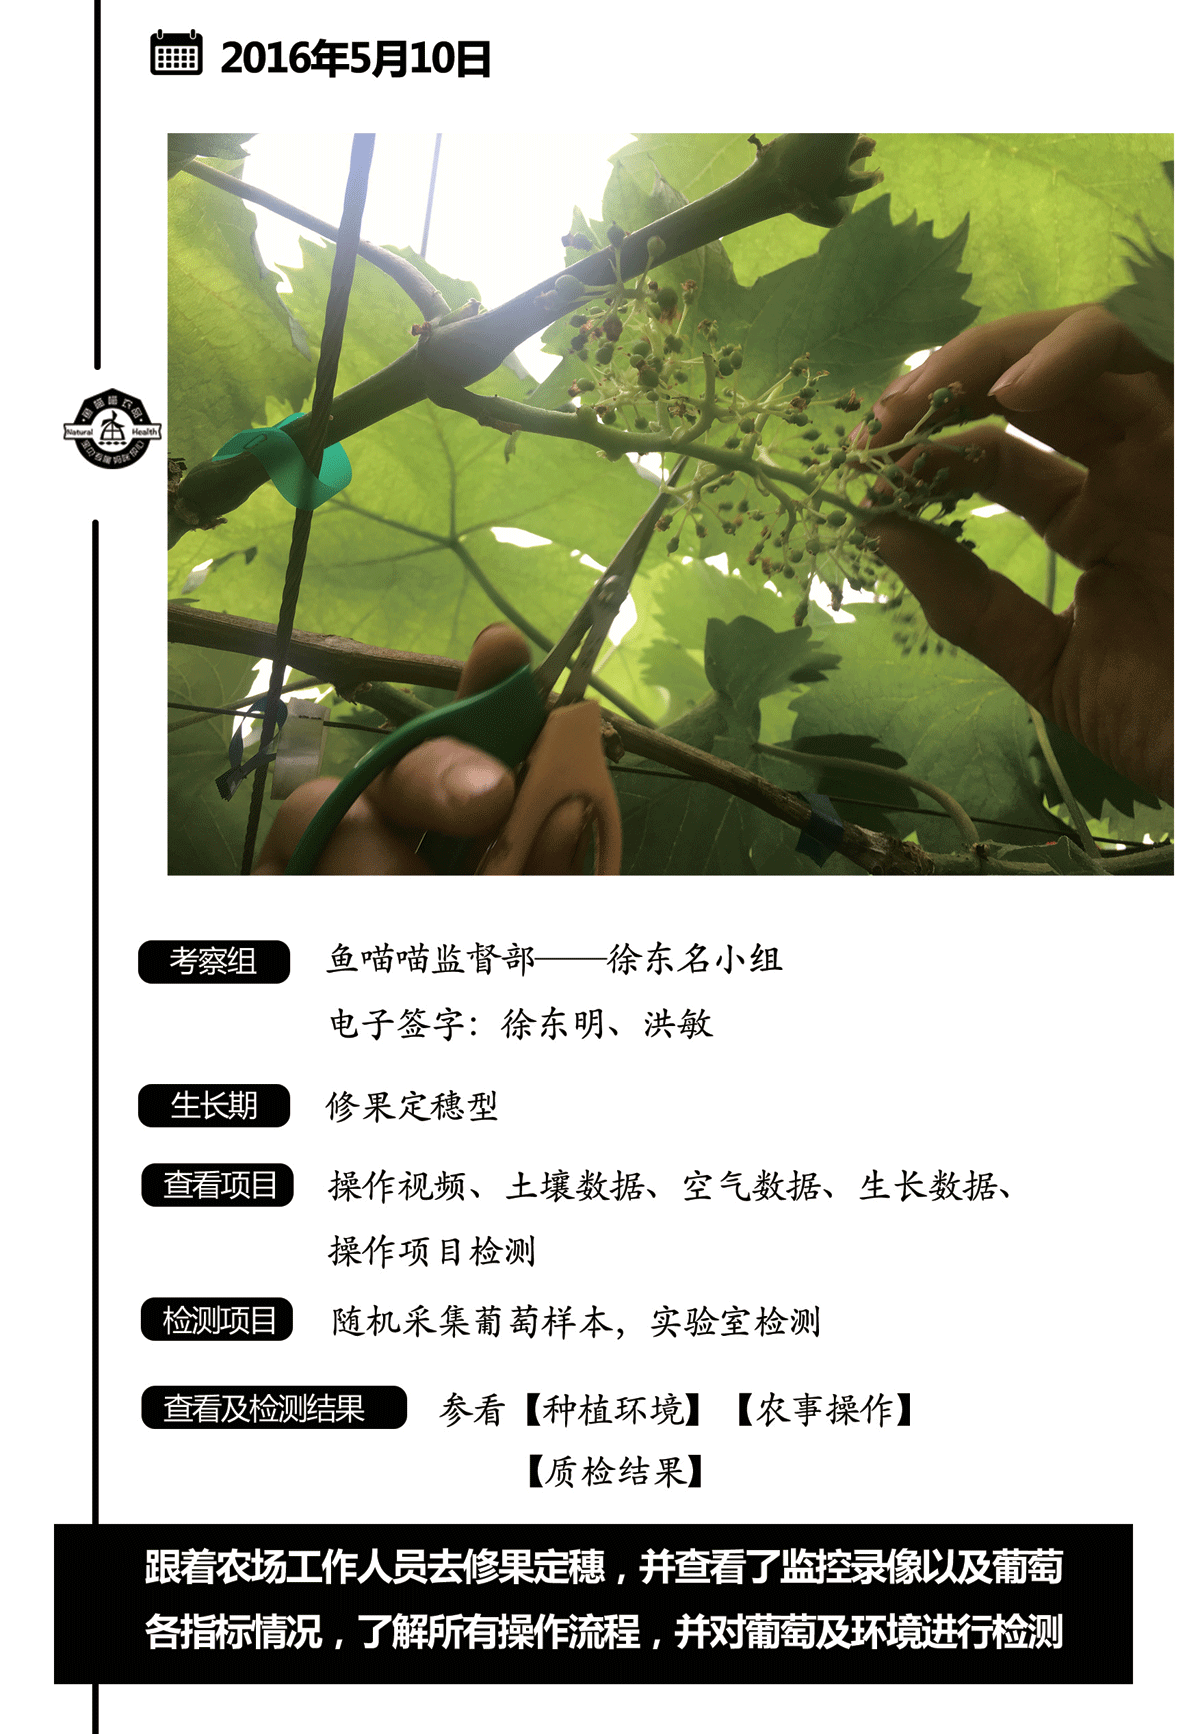 2016年5月10日
鱼喵喵农品
Natural Health
考察组 鱼喵喵监督部——徐东名小组
电子签字：徐东明、洪敏
生长期 修果定穗型
查看项目 操作视频、土壤数据、空气数据、生长数据、
操作项目检测
检测项目 随机采集葡萄样本，实验室检测
查看及检测结果 参看【种植环境】【农事操作】
【质检结果】
跟着农场工作人员去修果定穗，并查看了监控录像以及葡萄
各指标情况，了解所有操作流程，并对葡萄及环境进行检测